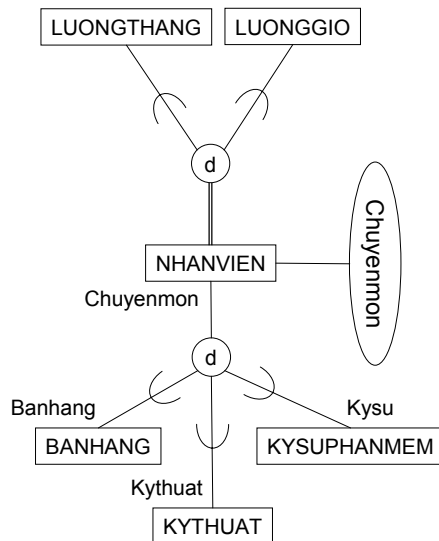 LUONGTHANG LUONGGIO
d
NHANVIEN
Chuyenmon
Chuyenmon
d
Banhang
Kysu
BANHANG
KYSUPHANMEM
Kythuat
KYTHUAT